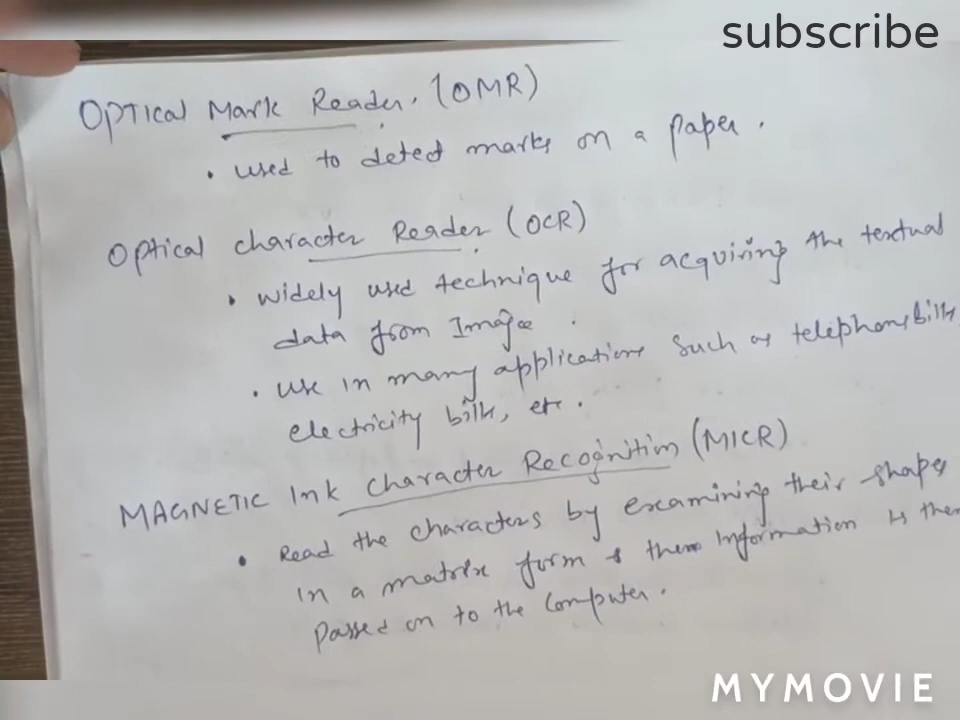 subscribe
OPTICal Mark Reader. (OMR)
• used to detect marks on a paper.
Optical character Reader (OCR)
• widely used technique for acquiring the textual
data from Image.
• use in many applications such as telephone bills,
electricity bills, etc.
MAGNETIC Ink Character Recognition (MICR)
• Read the characters by examining their shapes
in a matrix form & the information is then
passed on to the Computer.
MYMOVIE